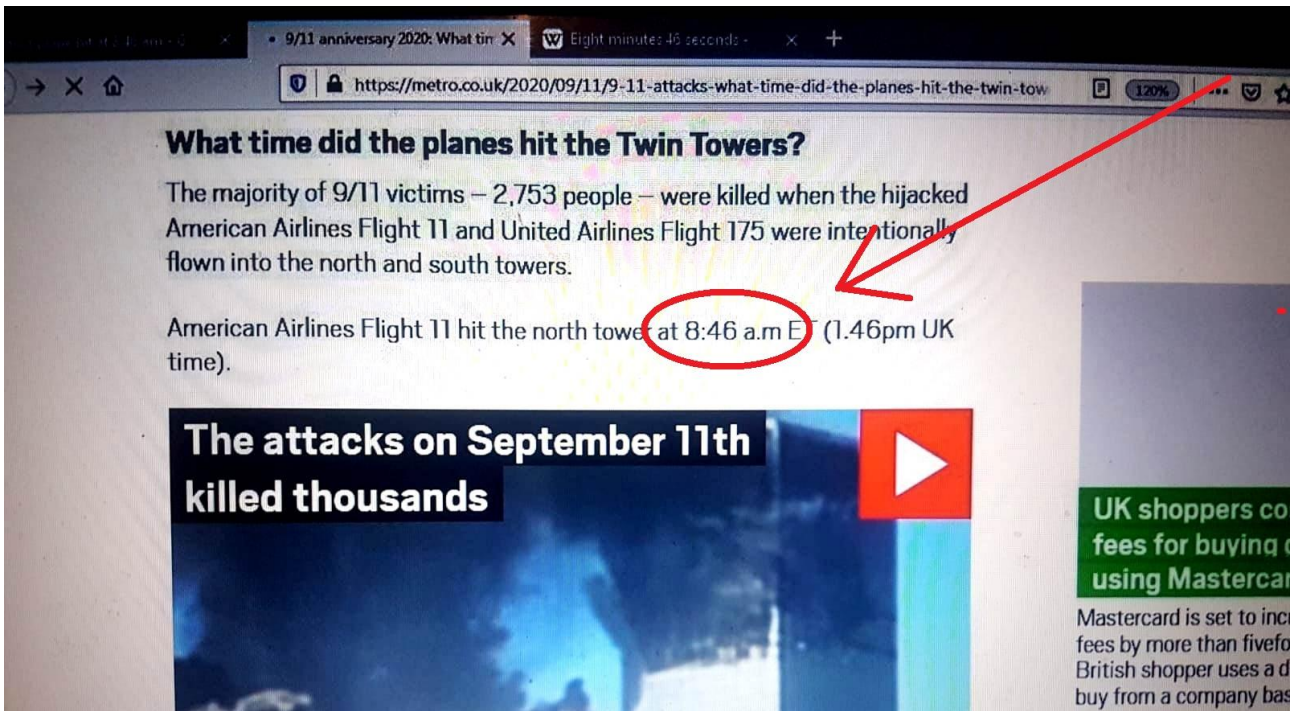 9/11 anniversary 2020: What tim
W Eight minutes 46 seconds -
https://metro.co.uk/2020/09/11/9-11-attacks-what-time-did-the-planes-hit-the-twin-tow 120%
What time did the planes hit the Twin Towers?
The majority of 9/11 victims – 2,753 people – were killed when the hijacked
American Airlines Flight 11 and United Airlines Flight 175 were intentionally
flown into the north and south towers.
American Airlines Flight 11 hit the north tower at 8:46 a.m ET (1.46pm UK
time).
The attacks on September 11th
killed thousands
UK shoppers co
fees for buying
using Mastercar
Mastercard is set to incr
fees by more than fivefo
British shopper uses a d
buy from a company bas